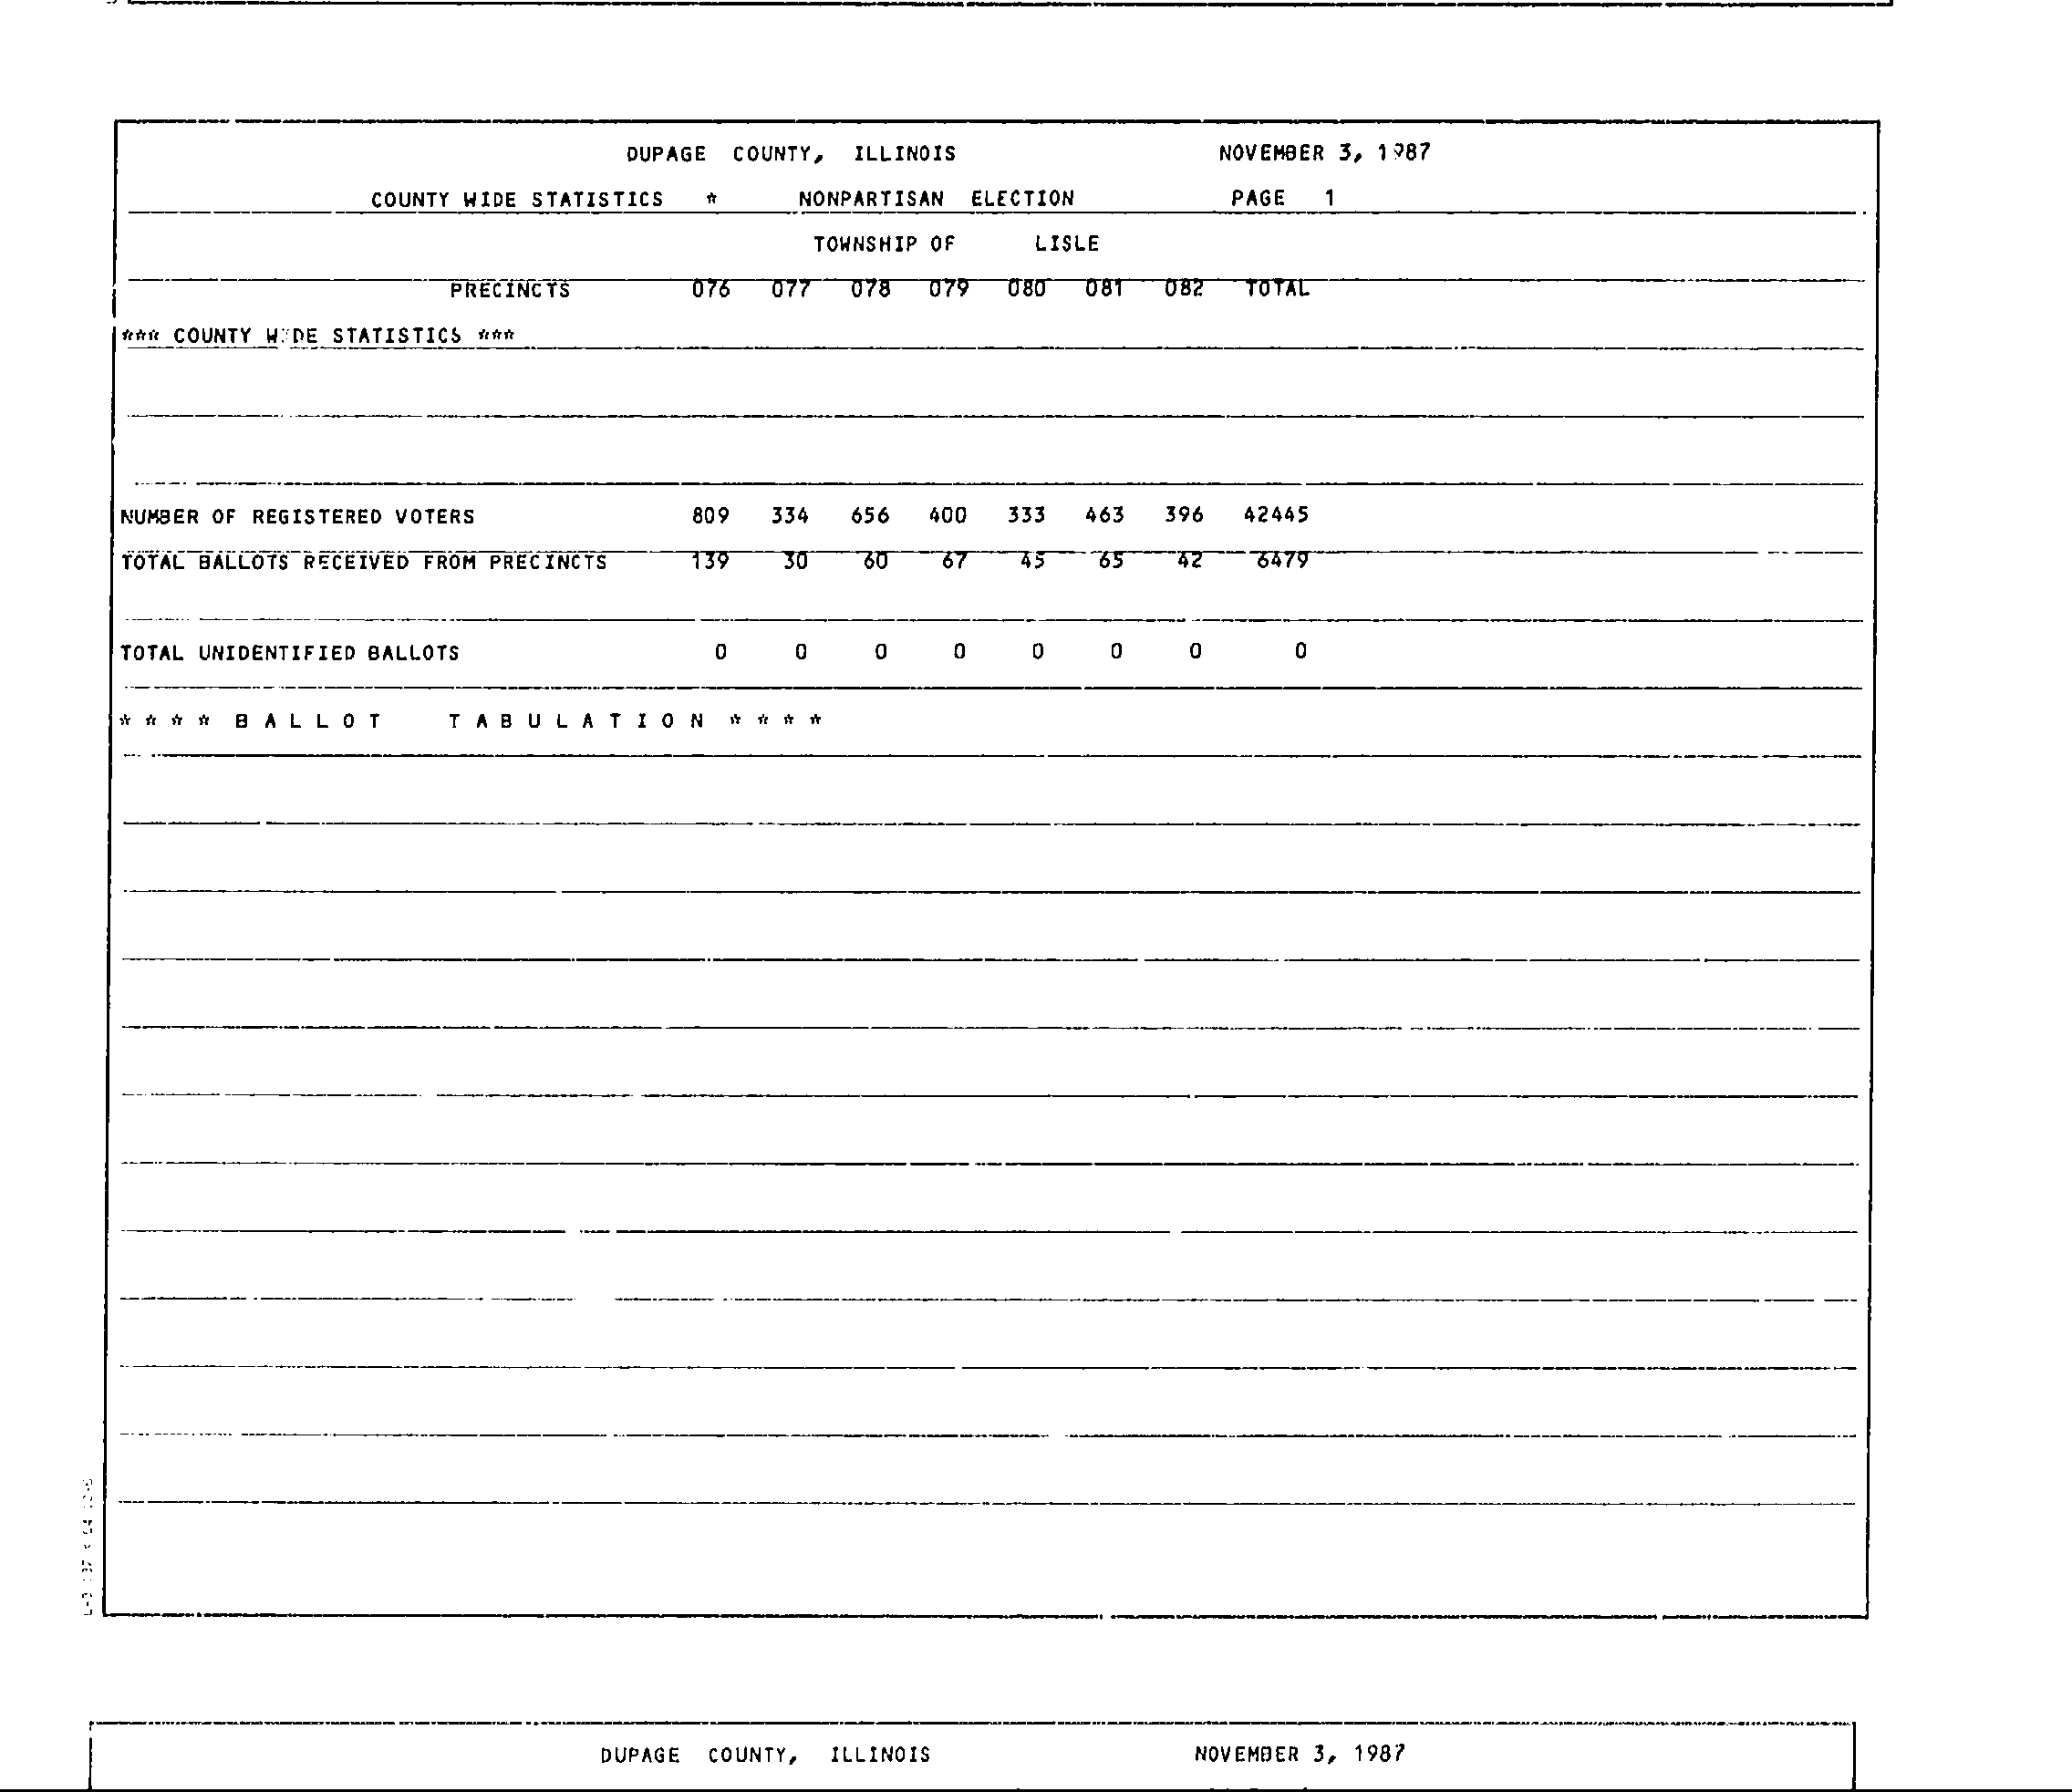 DUPAGE COUNTY, ILLINOIS NOVEMBER 3, 1987
COUNTY WIDE STATISTICS * NONPARTISAN ELECTION PAGE 1
TOWNSHIP OF LISLE
PRECINCTS 076 077 078 079 080 081 082 TOTAL
*** COUNTY WIDE STATISTICS ***
NUMBER OF REGISTERED VOTERS 809 334 656 400 333 463 396 42445
TOTAL BALLOTS RECEIVED FROM PRECINCTS 139 30 60 67 45 65 42 6479
TOTAL UNIDENTIFIED BALLOTS 0 0 0 0 0 0 0 0
* * * * B A L L O T T A B U L A T I O N * * * *
DUPAGE COUNTY, ILLINOIS NOVEMBER 3, 1987